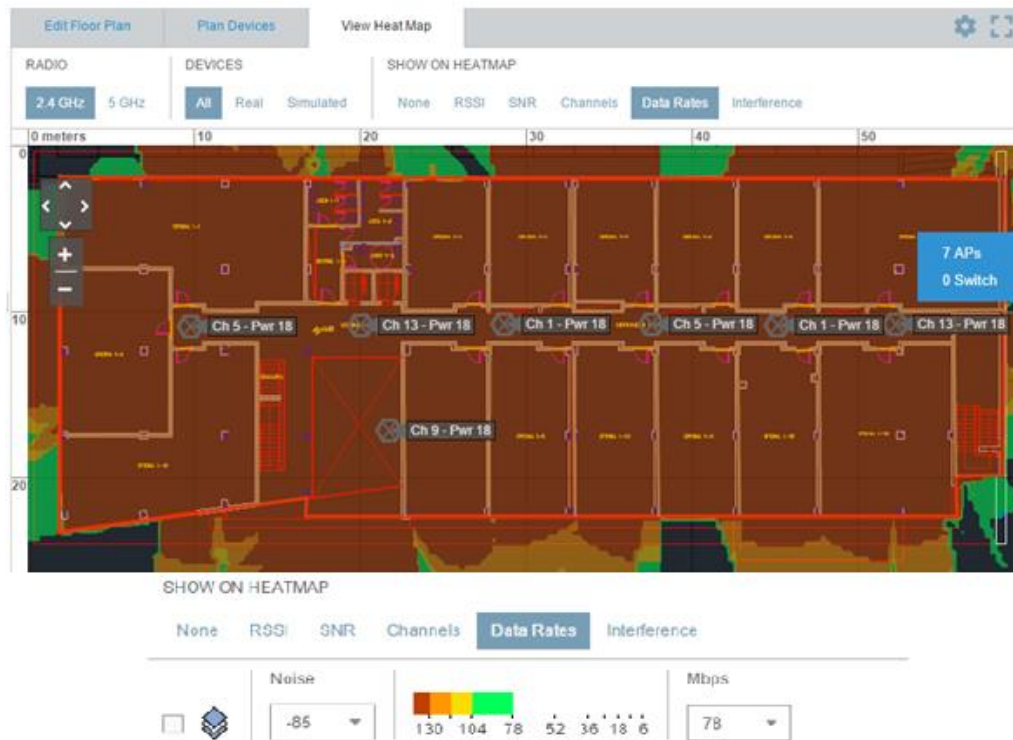 Edit Floor Plan Plan Devices View Heat Map
RADIO DEVICES SHOW ON HEATMAP
2.4 GHz 5 GHz All Real Simulated None RSSI SNR Channels Data Rates Interference
0 meters 10 20 30 40 50
0
7 APs
0 Switch
10
Ch 5 - Pwr 18 Ch 13 - Pwr 18 Ch 1 - Pwr 18 Ch 5 - Pwr 18 Ch 1 - Pwr 18 Ch 13 - Pwr 18
Ch 9 - Pwr 18
20
SHOW ON HEATMAP
None RSSI SNR Channels Data Rates Interference
Noise Mbps
-85 130 104 78 52 36 18 6 78